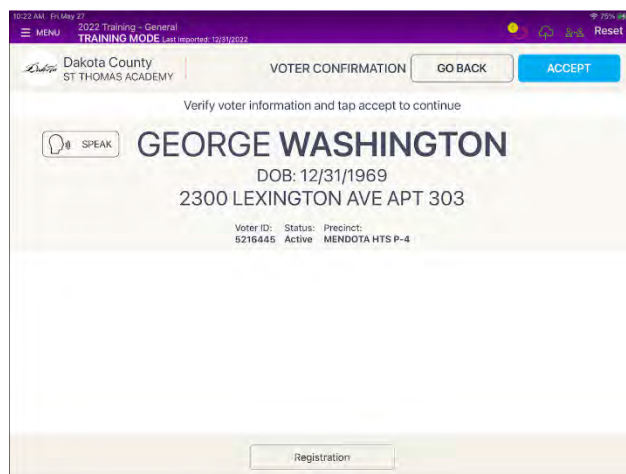 10:22 AM Fri May 27
75%
MENU
2022 Training - General
TRAINING MODE Last Imported: 12/31/2022
Reset
Dakota
Dakota County
ST THOMAS ACADEMY
VOTER CONFIRMATION
GO BACK
ACCEPT
Verify voter information and tap accept to continue
SPEAK
GEORGE WASHINGTON
DOB: 12/31/1969
2300 LEXINGTON AVE APT 303
Voter ID: Status: Precinct:
5216445 Active MENDOTA HTS P-4
Registration